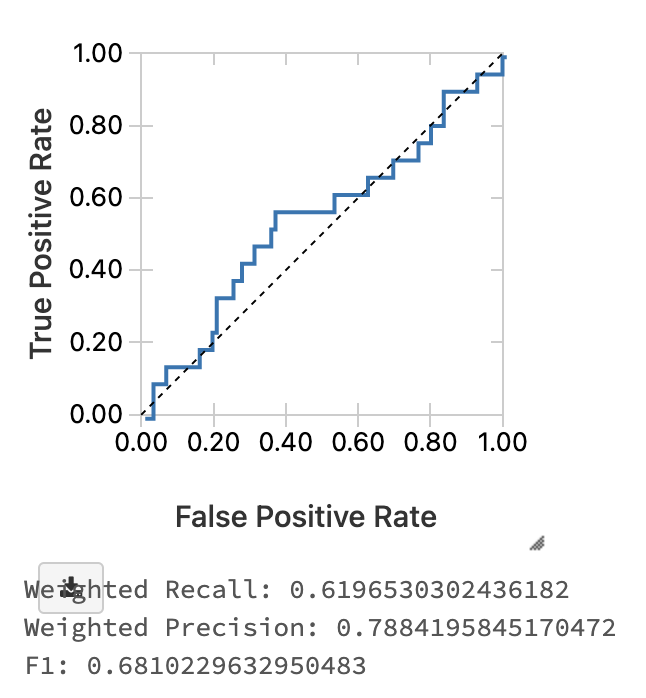 1.00
0.80
0.60
0.40
0.20
0.00
True Positive Rate
0.00 0.20 0.40 0.60 0.80 1.00
False Positive Rate
Weighted Recall: 0.6196530302436182
Weighted Precision: 0.7884195845170472
F1: 0.6810229632950483